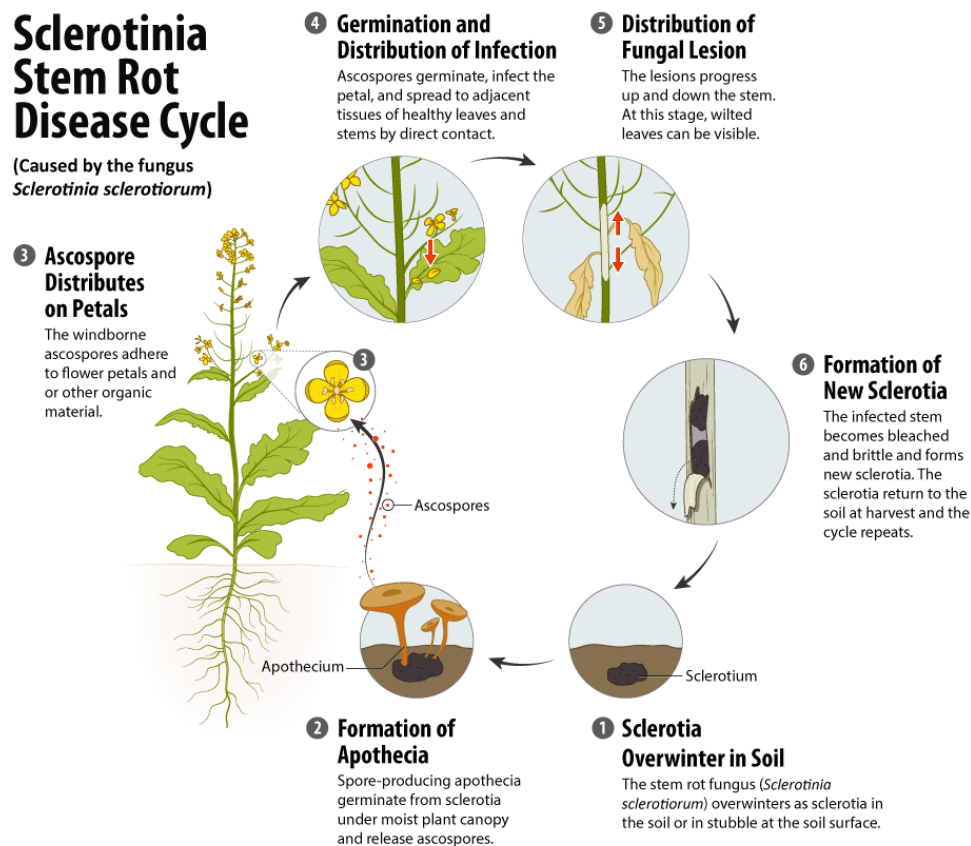 Sclerotinia
Stem Rot
Disease Cycle
(Caused by the fungus
Sclerotinia sclerotiorum)
4 Germination and
Distribution of Infection
Ascospores germinate, infect the
petal, and spread to adjacent
tissues of healthy leaves and
stems by direct contact.
5 Distribution of
Fungal Lesion
The lesions progress
up and down the stem.
At this stage, wilted
leaves can be visible.
3 Ascospore
Distributes
on Petals
The windborne
ascospores adhere
to flower petals and
or other organic
material.
3
6 Formation of
New Sclerotia
The infected stem
becomes bleached
and brittle and forms
new sclerotia. The
sclerotia return to the
soil at harvest and the
cycle repeats.
Ascospores
Apothecium
Sclerotium
2 Formation of
Apothecia
Spore-producing apothecia
germinate from sclerotia
under moist plant canopy
and release ascospores.
1 Sclerotia
Overwinter in Soil
The stem rot fungus (Sclerotinia
sclerotiorum) overwinters as sclerotia in
the soil or in stubble at the soil surface.